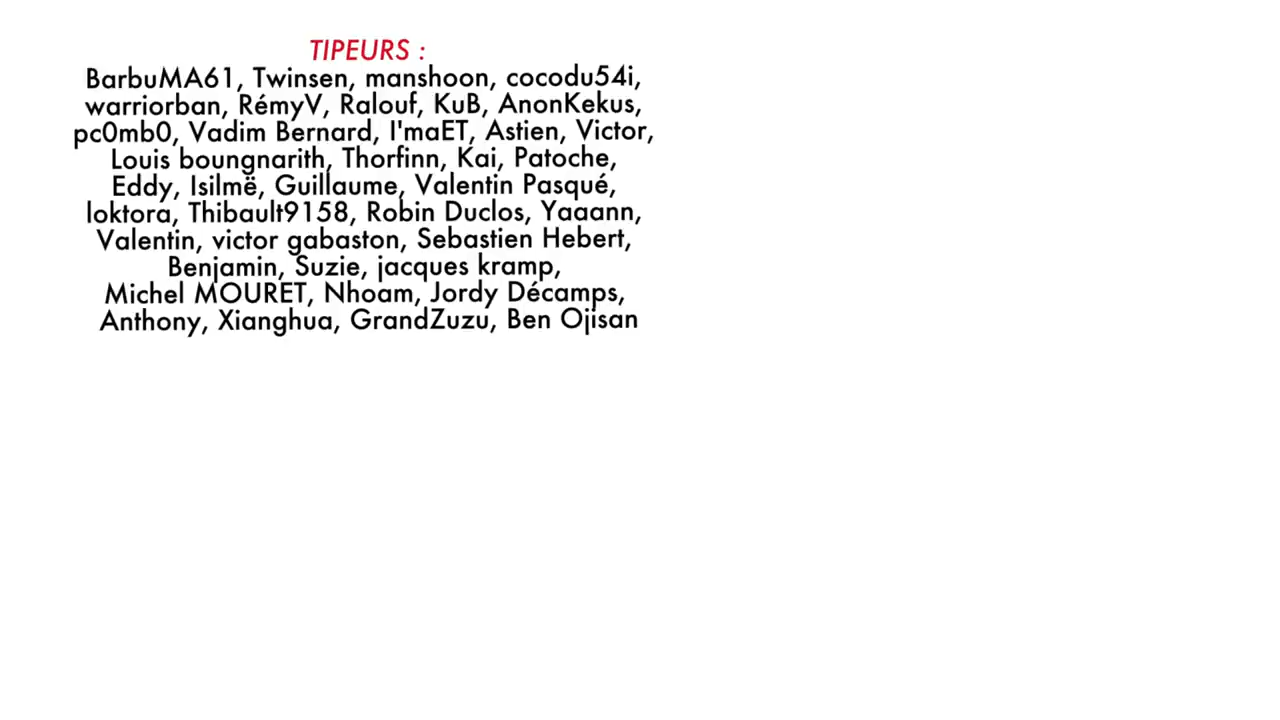 TIPEURS :
BarbuMA61, Twinsen, manshoon, cocodu54i,
warriorban, RémyV, Ralouf, KuB, AnonKekus,
pc0mb0, Vadim Bernard, I'maET, Astien, Victor,
Louis boungnarith, Thorfinn, Kai, Patoche,
Eddy, Isilmë, Guillaume, Valentin Pasqué,
loktora, Thibault9158, Robin Duclos, Yaaann,
Valentin, victor gabaston, Sebastien Hebert,
Benjamin, Suzie, jacques kramp,
Michel MOURET, Nhoam, Jordy Décamps,
Anthony, Xianghua, GrandZuzu, Ben Ojisan